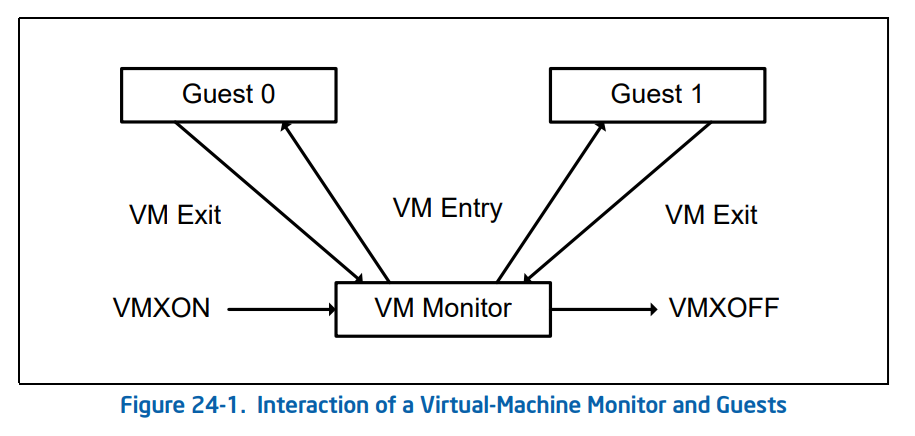 Guest 0
Guest 1
VM Exit
VM Entry
VM Exit
VMXON
VM Monitor
VMXOFF
Figure 24-1. Interaction of a Virtual-Machine Monitor and Guests